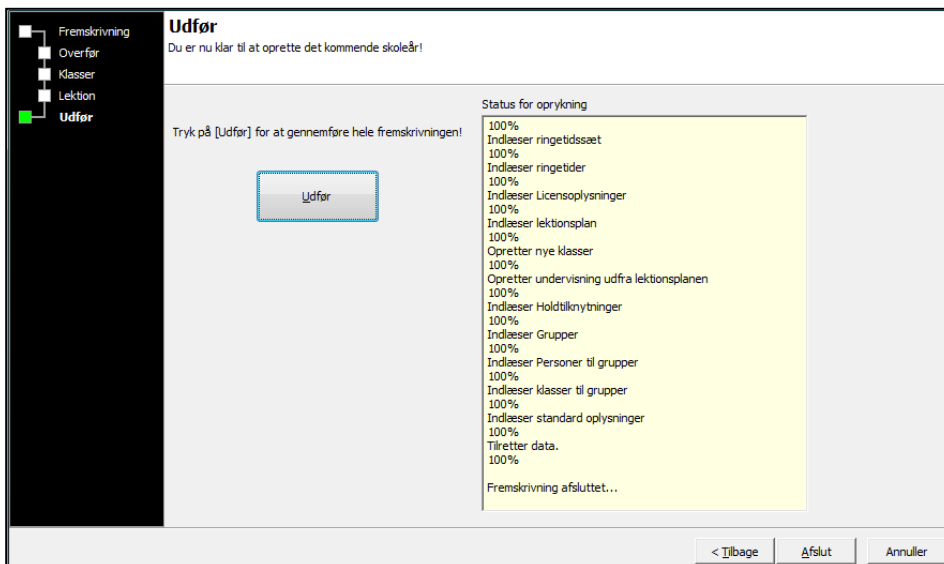 Fremskrivning
Overfør
Klasser
Lektion
Udfør
Udfør
Du er nu klar til at oprette det kommende skoleår!
Tryk på [Udfør] for at gennemføre hele fremskrivningen!
Udfør
Status for oprykning
100%
Indlæser ringetidssæt
100%
Indlæser ringetider
100%
Indlæser Licensoplysninger
100%
Indlæser lektionsplan
100%
Opretter nye klasser
100%
Opretter undervisning udfra lektionsplanen
100%
Indlæser Holdtilknytninger
100%
Indlæser Grupper
100%
Indlæser Personer til grupper
100%
Indlæser klasser til grupper
100%
Indlæser standard oplysninger
100%
Tilretter data.
100%
Fremskrivning afsluttet...
< Tilbage
Afslut
Annuller